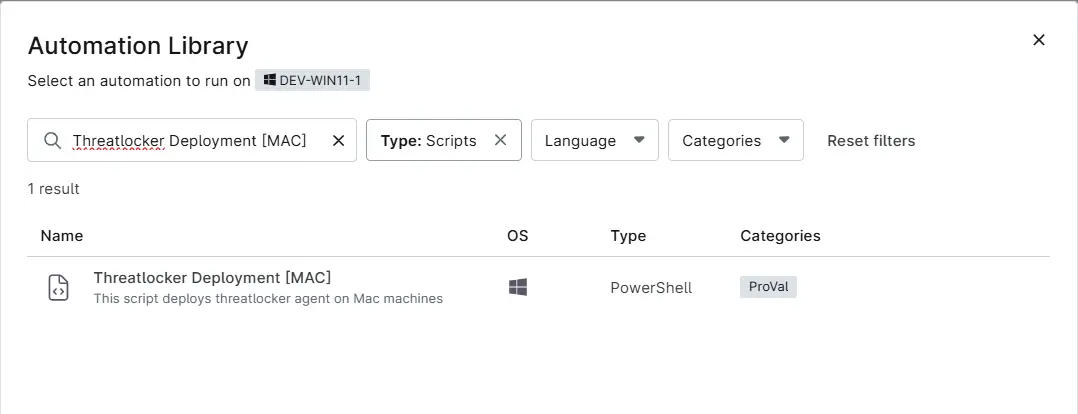 Automation Library
Select an automation to run on DEV-WIN11-1
Threatlocker Deployment [MAC] Type: Scripts Language Categories Reset filters
1 result
Name OS Type Categories
Threatlocker Deployment [MAC] PowerShell ProVal
This script deploys threatlocker agent on Mac machines